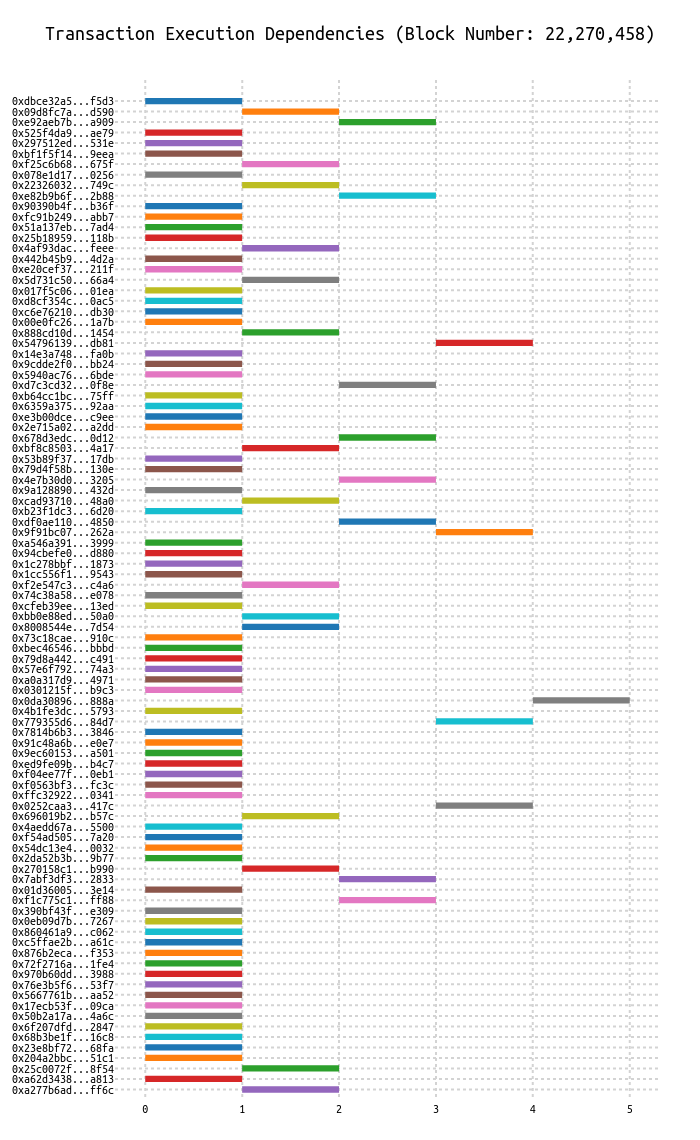 Transaction Execution Dependencies (Block Number: 22,270,458)
0xdbce32a5...f5d3
0x09d8fc7a...d590
0xe92aeb7b...a909
0x525f4da9...ae79
0x297512ed...531e
0xbf1f5f14...9eea
0xf25c6b68...675f
0x078e1d17...0256
0x22326032...749c
0xe82b9b6f...2b88
0x90390b4f...b36f
0xfc91b249...abb7
0x51a137eb...7ad4
0x25b18959...118b
0x4af93dac...feee
0x442b45b9...4d2a
0xe20cef37...211f
0x5d731c50...66a4
0x017f5c06...01ea
0xd8cf354c...0ac5
0xc6e76210...db30
0x00e0fc26...1a7b
0x888cd10d...1454
0x54796139...db81
0x14e3a748...fa0b
0x9cdde2f0...bb24
0x5940ac76...6bde
0xd7c3cd32...0f8e
0xb64cc1bc...75ff
0x6359a375...92aa
0xe3b00dce...c9ee
0x2e715a02...a2dd
0x678d3edc...0d12
0xbf8c8503...4a17
0x53b89f37...17db
0x79d4f58b...130e
0x4e7b30d0...3205
0x9a128890...432d
0xcad93710...48a0
0xb23f1dc3...6d20
0xdf0ae110...4850
0x9f91bc07...262a
0xa546a391...3999
0x94cbefe0...d880
0x1c278bbf...1873
0x1cc556f1...9543
0xf2e547c3...c4a6
0x74c38a58...e078
0xcfeb39ee...13ed
0xbb0e88ed...50a0
0x8008544e...7d54
0x73c18cae...910c
0xbec46546...bbbd
0x79d8a442...c491
0x57e6f792...74a3
0xa0a317d9...4971
0x0301215f...b9c3
0x0da30896...888a
0x4b1fe3dc...5793
0x779355d6...84d7
0x7814b6b3...3846
0x91c48a6b...e0e7
0x9ec60153...a501
0xed9fe09b...b4c7
0xf04ee77f...0eb1
0xf0563bf3...fc3c
0xffc32922...0341
0x0252caa3...417c
0x696019b2...b57c
0x4aedd67a...5500
0xf54ad505...7a20
0x54dc13e4...0032
0x2da52b3b...9b77
0x270158c1...b990
0x7abf3df3...2833
0x01d36005...3e14
0xf1c775c1...ff88
0x390bf43f...e309
0x0eb09d7b...7267
0x860461a9...c062
0xc5ffae2b...a61c
0x876b2eca...f353
0x72f2716a...1fe4
0x970b60dd...3988
0x76e3b5f6...53f7
0x5667761b...aa52
0x17ecb53f...09ca
0x50b2a17a...4a6c
0x6f207dfd...2847
0x68b3be1f...16c8
0x23e8bf72...68fa
0x204a2bbc...51c1
0x25c0072f...8f54
0xa62d3438...a813
0xa277b6ad...ff6c
0 1 2 3 4 5